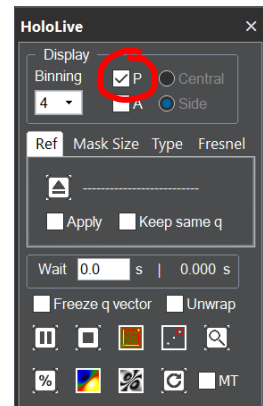 HoloLive ×
Display
Binning P Central
4 A Side
Ref Mask Size Type Fresnel
--------------------------
Apply Keep same q
Wait 0.0 s | 0.000 s
Freeze q vector Unwrap
% % C MT